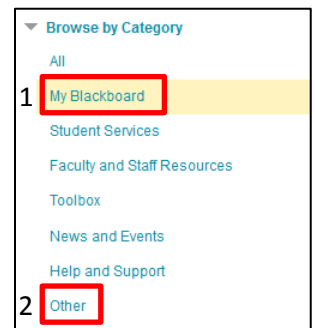 Browse by Category
All
1 My Blackboard
Student Services
Faculty and Staff Resources
Toolbox
News and Events
Help and Support
2 Other